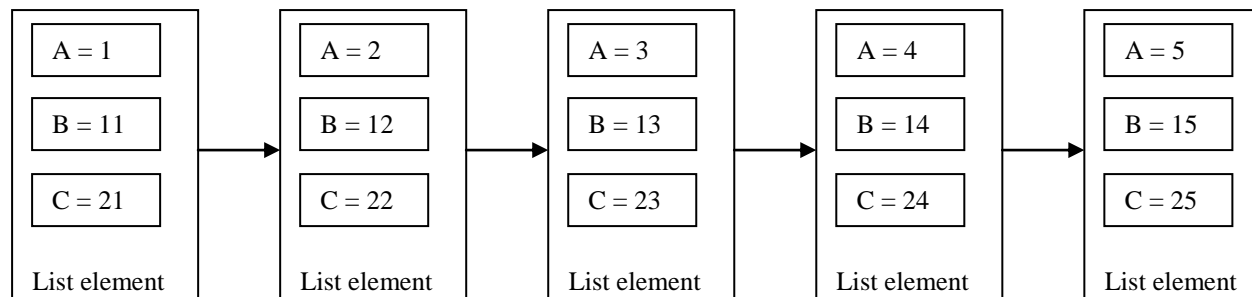 A = 1
B = 11
C = 21
List element
A = 2
B = 12
C = 22
List element
A = 3
B = 13
C = 23
List element
A = 4
B = 14
C = 24
List element
A = 5
B = 15
C = 25
List element